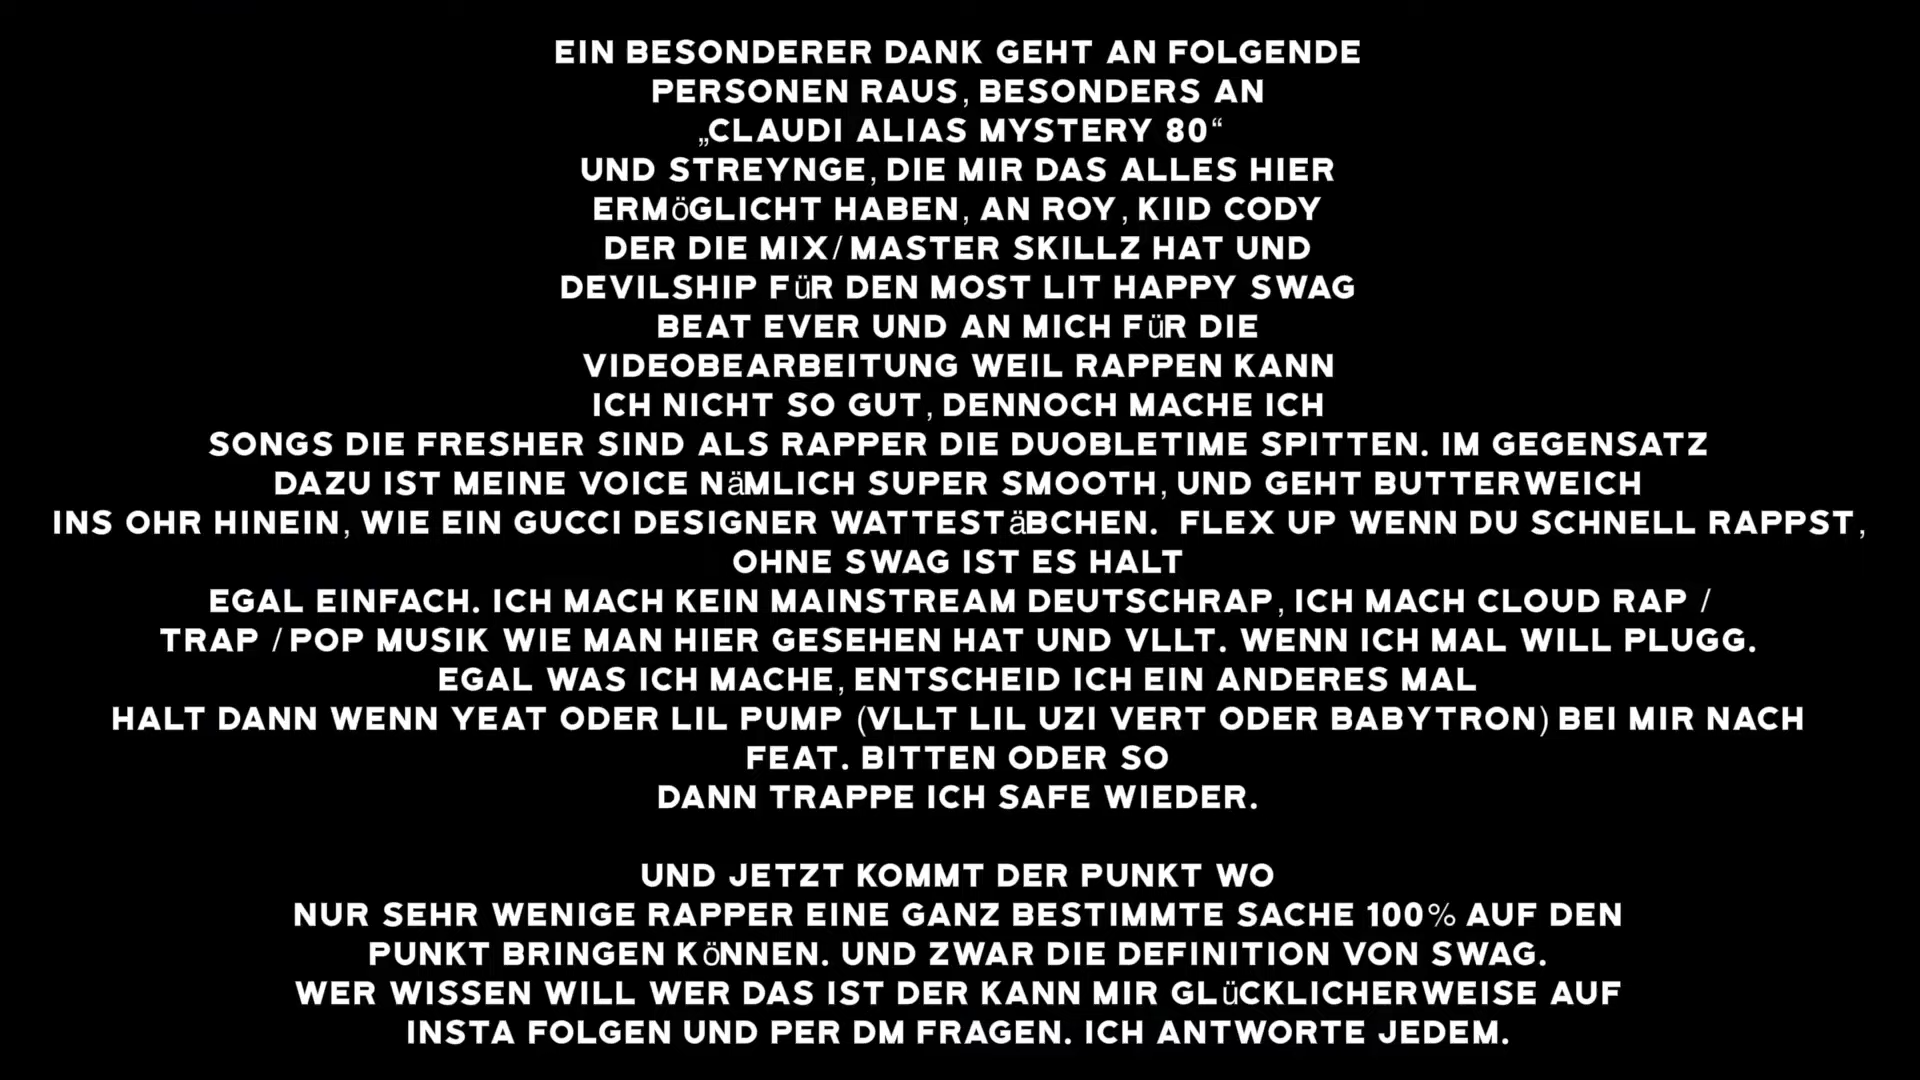 EIN BESONDERER DANK GEHT AN FOLGENDE
PERSONEN RAUS, BESONDERS AN
„CLAUDI ALIAS MYSTERY 80“
UND STREYNGE, DIE MIR DAS ALLES HIER
ERMÖGLICHT HABEN, AN ROY, KIID CODY
DER DIE MIX/MASTER SKILLZ HAT UND
DEVILSHIP FÜR DEN MOST LIT HAPPY SWAG
BEAT EVER UND AN MICH FÜR DIE
VIDEOBEARBEITUNG WEIL RAPPEN KANN
ICH NICHT SO GUT, DENNOCH MACHE ICH
SONGS DIE FRESHER SIND ALS RAPPER DIE DUOBLETIME SPITTEN. IM GEGENSATZ
DAZU IST MEINE VOICE NÄMLICH SUPER SMOOTH, UND GEHT BUTTERWEICH
INS OHR HINEIN, WIE EIN GUCCI DESIGNER WATTESTÄBCHEN. FLEX UP WENN DU SCHNELL RAPPST,
OHNE SWAG IST ES HALT
EGAL EINFACH. ICH MACH KEIN MAINSTREAM DEUTSCHRAP, ICH MACH CLOUD RAP /
TRAP / POP MUSIK WIE MAN HIER GESEHEN HAT UND VLLT. WENN ICH MAL WILL PLUGG.
EGAL WAS ICH MACHE, ENTSCHEID ICH EIN ANDERES MAL
HALT DANN WENN YEAT ODER LIL PUMP (VLLT LIL UZI VERT ODER BABYTRON) BEI MIR NACH
FEAT. BITTEN ODER SO
DANN TRAPPE ICH SAFE WIEDER.
UND JETZT KOMMT DER PUNKT WO
NUR SEHR WENIGE RAPPER EINE GANZ BESTIMMTE SACHE 100% AUF DEN
PUNKT BRINGEN KÖNNEN. UND ZWAR DIE DEFINITION VON SWAG.
WER WISSEN WILL WER DAS IST DER KANN MIR GLÜCKLICHERWEISE AUF
INSTA FOLGEN UND PER DM FRAGEN. ICH ANTWORTE JEDEM.